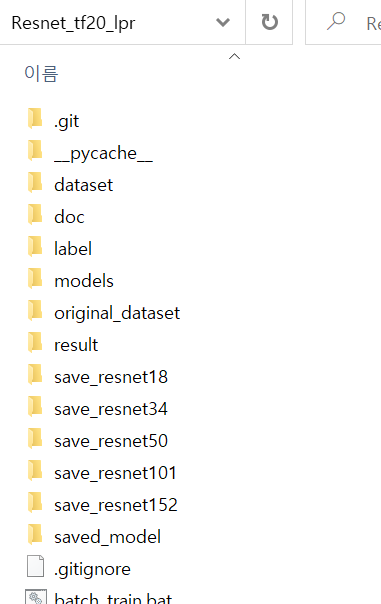 Resnet_tf20_lpr
Re
이름
.git
__pycache__
dataset
doc
label
models
original_dataset
result
save_resnet18
save_resnet34
save_resnet50
save_resnet101
save_resnet152
saved_model
.gitignore
batch_train.bat